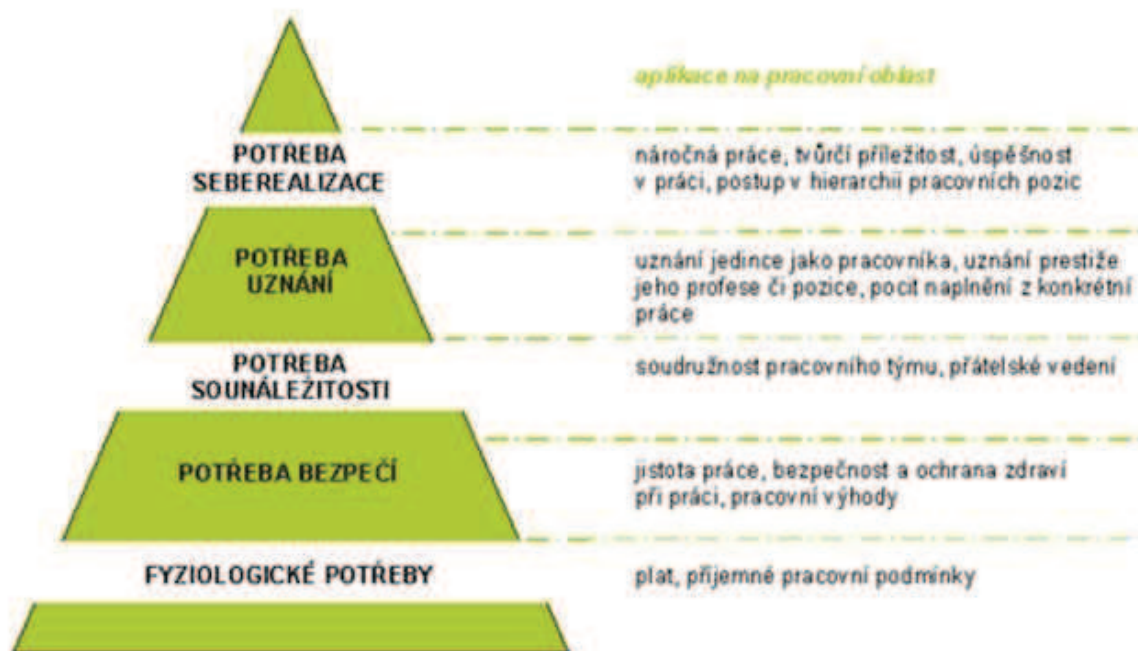 aplikace na pracovní oblast
POTŘEBA
SEBEREALIZACE
náročná práce, tvůrčí příležitost, úspěšnost
v práci, postup v hierarchii pracovních pozic
POTŘEBA
UZNÁNÍ
uznání jedince jako pracovníka, uznání prestiže
jeho profese či pozice, pocit naplnění z konkrétní
práce
POTŘEBA
SOUNÁLEŽITOSTI
soudružnost pracovního týmu, přátelské vedení
POTŘEBA BEZPEČÍ
jistota práce, bezpečnost a ochrana zdraví
při práci, pracovní výhody
FYZIOLOGICKÉ POTŘEBY
plat, příjemné pracovní podmínky